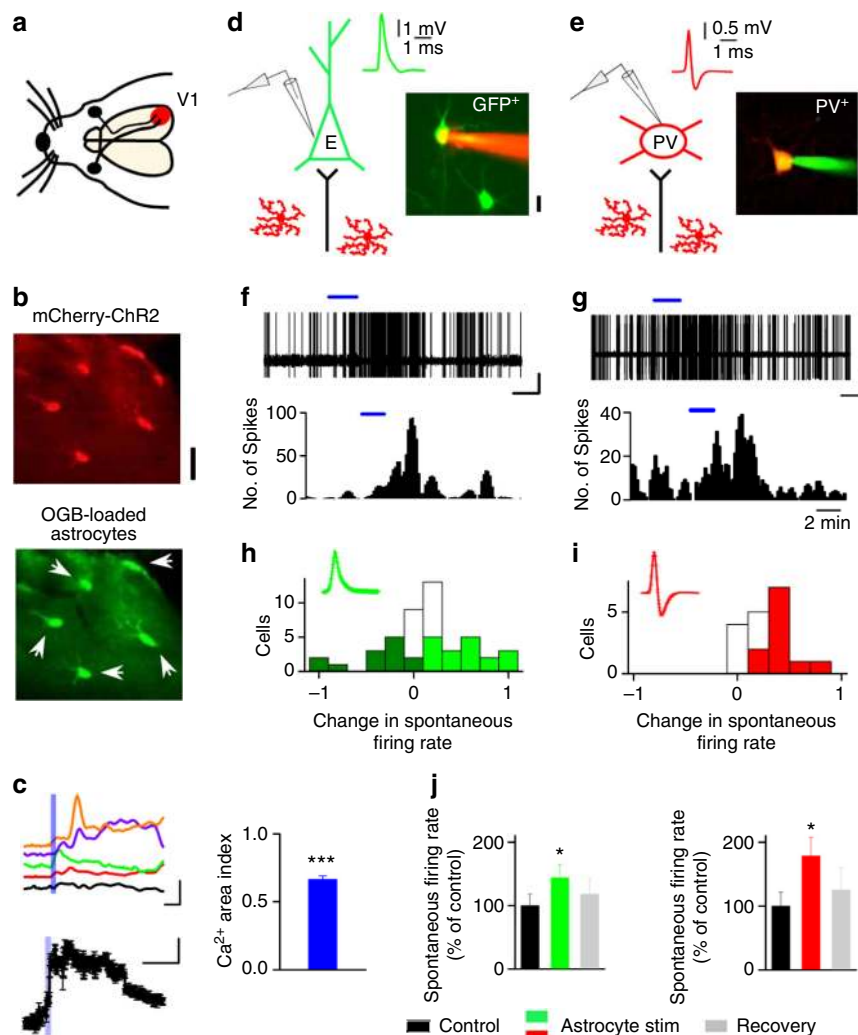 a
V1
d
1 mV
1 ms
E
GFP+
e
0.5 mV
1 ms
PV
PV+
b
mCherry-ChR2
OGB-loaded
astrocytes
f
100
50
0
No. of Spikes
g
40
20
0
No. of Spikes
2 min
h
10
5
0
Cells
–1
0
1
Change in spontaneous
firing rate
i
5
0
Cells
–1
0
1
Change in spontaneous
firing rate
c
1.0
0.5
0.0
Ca2+ area index
***
j
200
100
0
Spontaneous firing rate
(% of control)
*
200
100
0
Spontaneous firing rate
(% of control)
*
Control
Astrocyte stim
Recovery